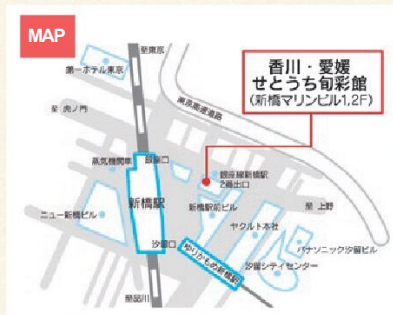 MAP
至東京
第一ホテル東京
東京高速道路
香川・愛媛
せとうち旬彩館
(新橋マリンビル1,2F)
至 虎ノ門
蒸気機関車
銀座口
銀座線新橋駅
2番出口
新橋駅
新橋駅前ビル
至 上野
ニュー新橋ビル
ヤクルト本社
汐留口
ゆりかもめ新橋駅
パナソニック汐留ビル
汐留シティセンター
至品川